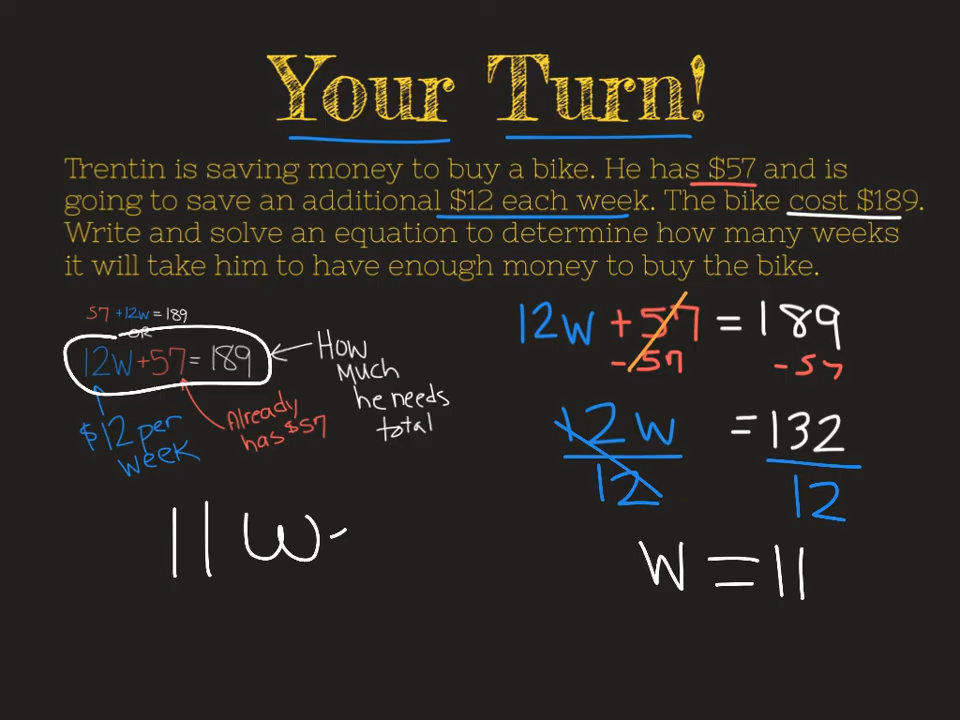 Your Turn!
Trentin is saving money to buy a bike. He has $57 and is
going to save an additional $12 each week. The bike cost $189.
Write and solve an equation to determine how many weeks
it will take him to have enough money to buy the bike.
57 +12w = 189
OR
12w+57 = 189
How
Much
he needs
total
$12 per
week
Already
has $57
11 w
12w + 57 = 189
-57 -57
12w = 132
12 12
w = 11